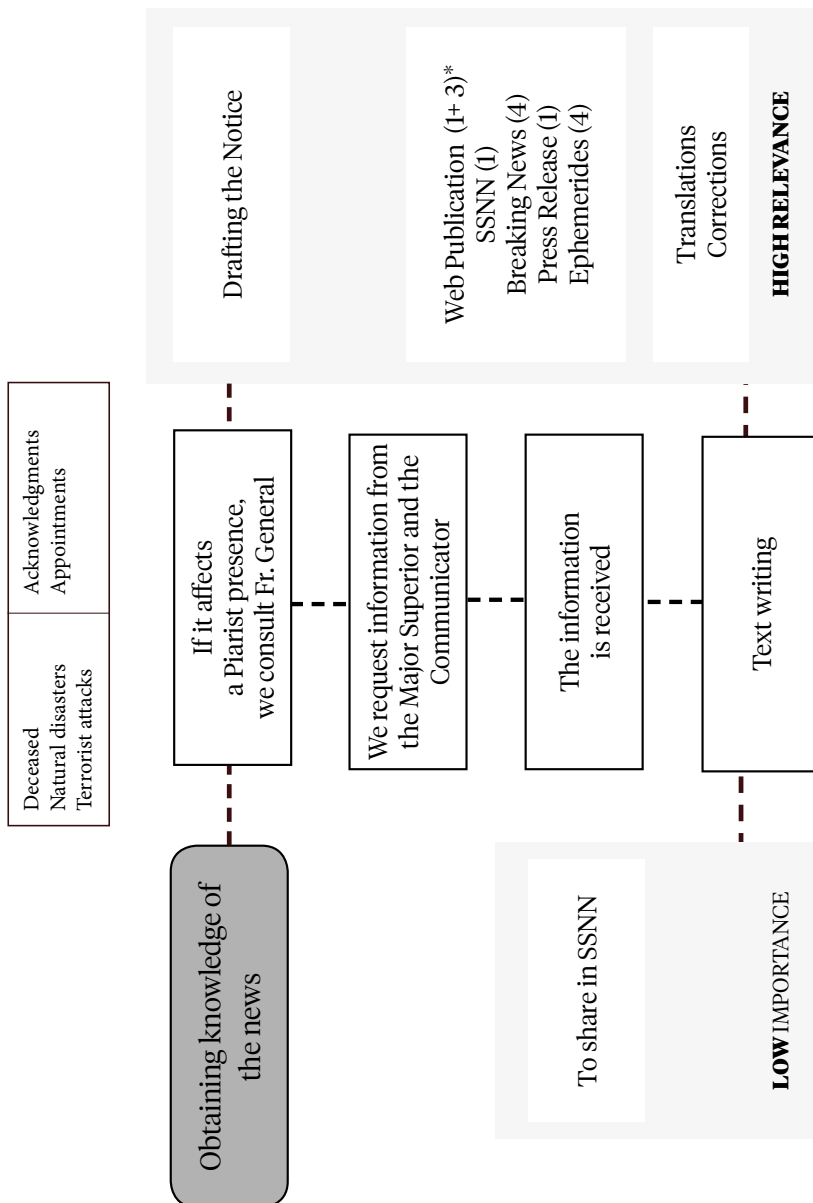 Deceased
Natural disasters
Terrorist attacks
Acknowledgments
Appointments
Obtaining knowledge of
the news
If it affects
a Piarist presence,
we consult Fr. General
Drafting the Notice
We request information from
the Major Superior and the
Communicator
The information
is received
Text writing
To share in SSNN
LOW IMPORTANCE
Web Publication (1+ 3)*
SSNN (1)
Breaking News (4)
Press Release (1)
Ephemerides (4)
Translations
Corrections
HIGH RELEVANCE